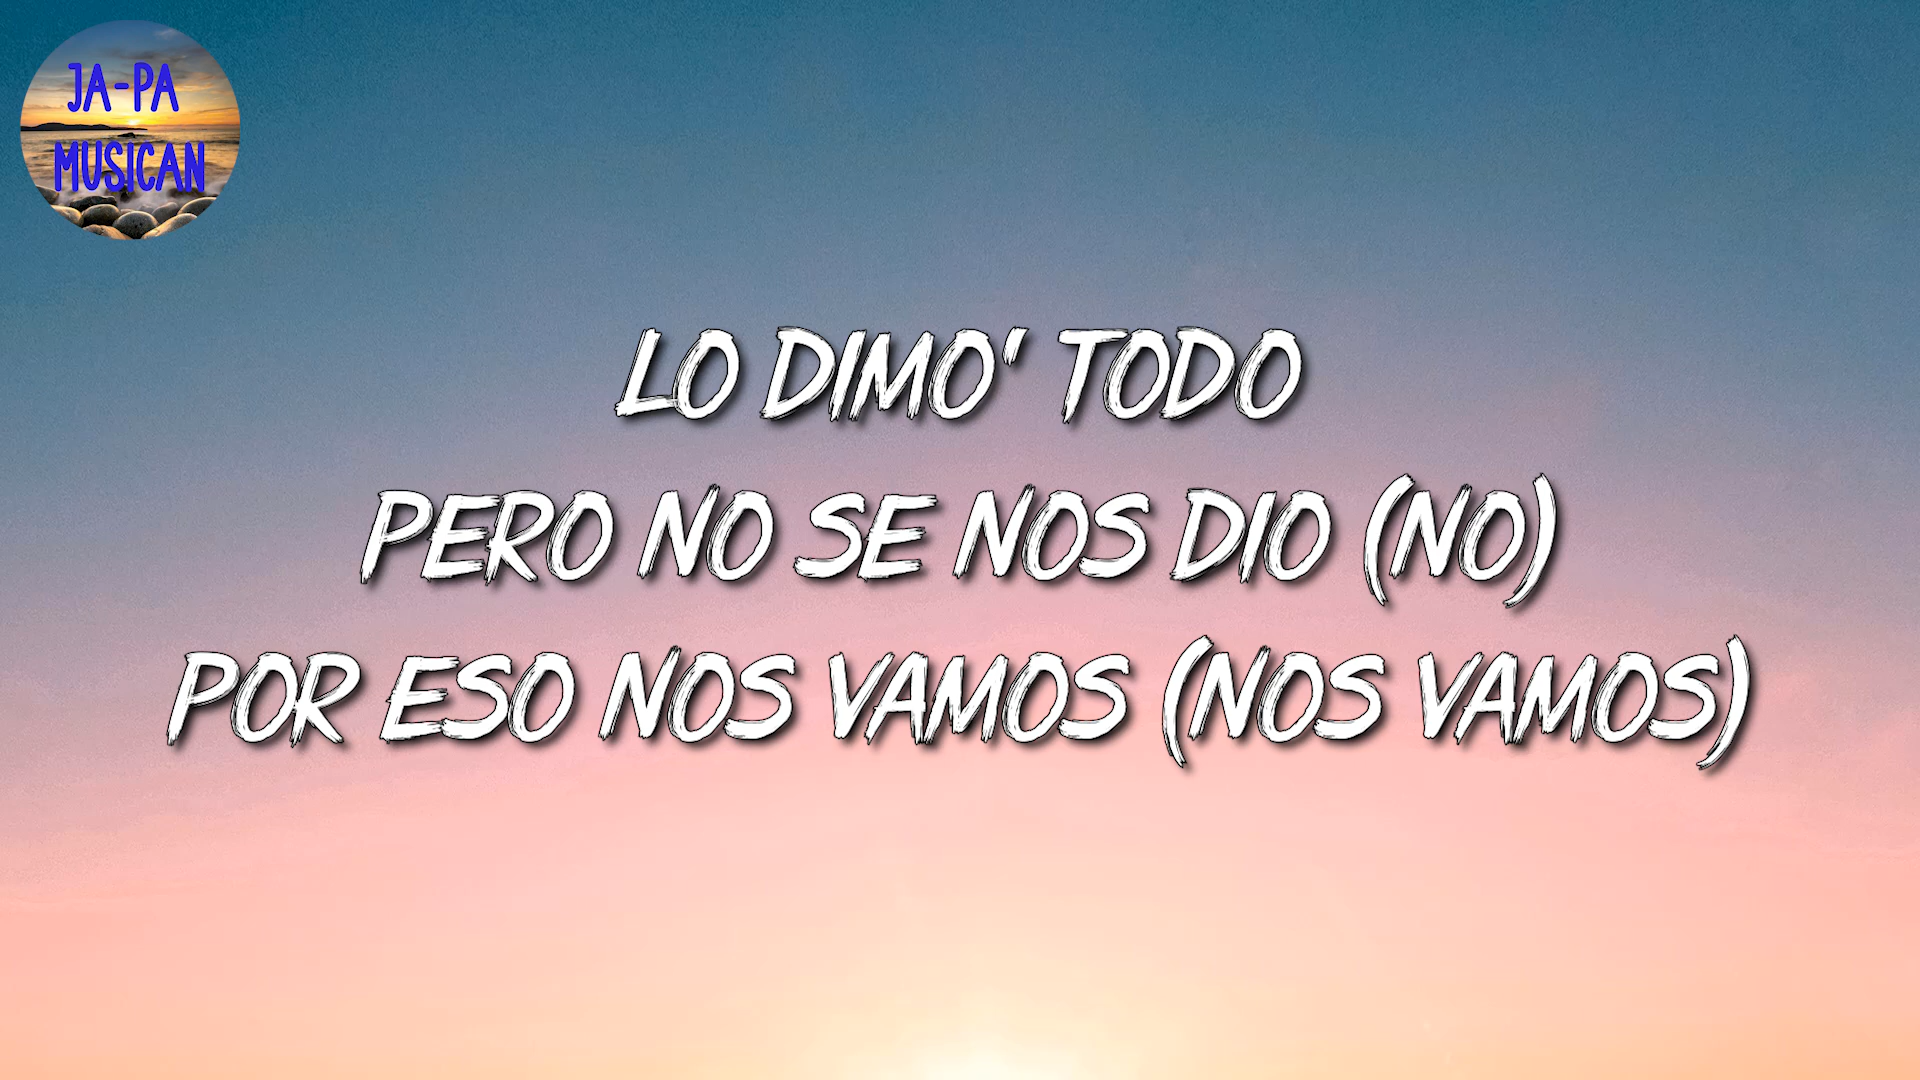 JA-PA
MUSICAN
LO DIMO' TODO
PERO NO SE NOS DIO (NO)
POR ESO NOS VAMOS (NOS VAMOS)